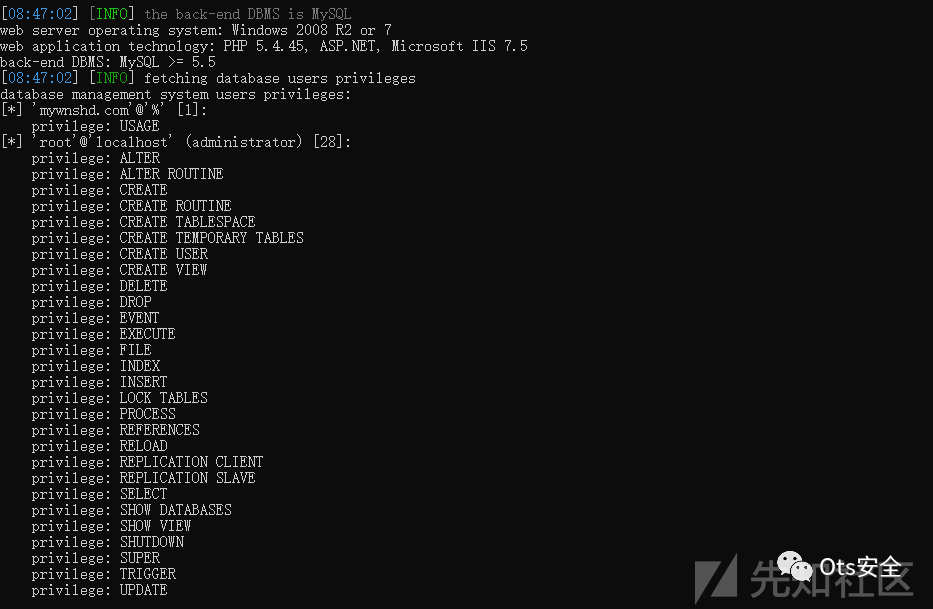 [08:47:02] [INFO] the back-end DBMS is MySQL
web server operating system: Windows 2008 R2 or 7
web application technology: PHP 5.4.45, ASP.NET, Microsoft IIS 7.5
back-end DBMS: MySQL >= 5.5
[08:47:02] [INFO] fetching database users privileges
database management system users privileges:
[*] 'mywnshd.com'@'%' [1]:
    privilege: USAGE
[*] 'root'@'localhost' (administrator) [28]:
    privilege: ALTER
    privilege: ALTER ROUTINE
    privilege: CREATE
    privilege: CREATE ROUTINE
    privilege: CREATE TABLESPACE
    privilege: CREATE TEMPORARY TABLES
    privilege: CREATE USER
    privilege: CREATE VIEW
    privilege: DELETE
    privilege: DROP
    privilege: EVENT
    privilege: EXECUTE
    privilege: FILE
    privilege: INDEX
    privilege: INSERT
    privilege: LOCK TABLES
    privilege: PROCESS
    privilege: REFERENCES
    privilege: RELOAD
    privilege: REPLICATION CLIENT
    privilege: REPLICATION SLAVE
    privilege: SELECT
    privilege: SHOW DATABASES
    privilege: SHOW VIEW
    privilege: SHUTDOWN
    privilege: SUPER
    privilege: TRIGGER
    privilege: UPDATE
Ots安全
先知社区